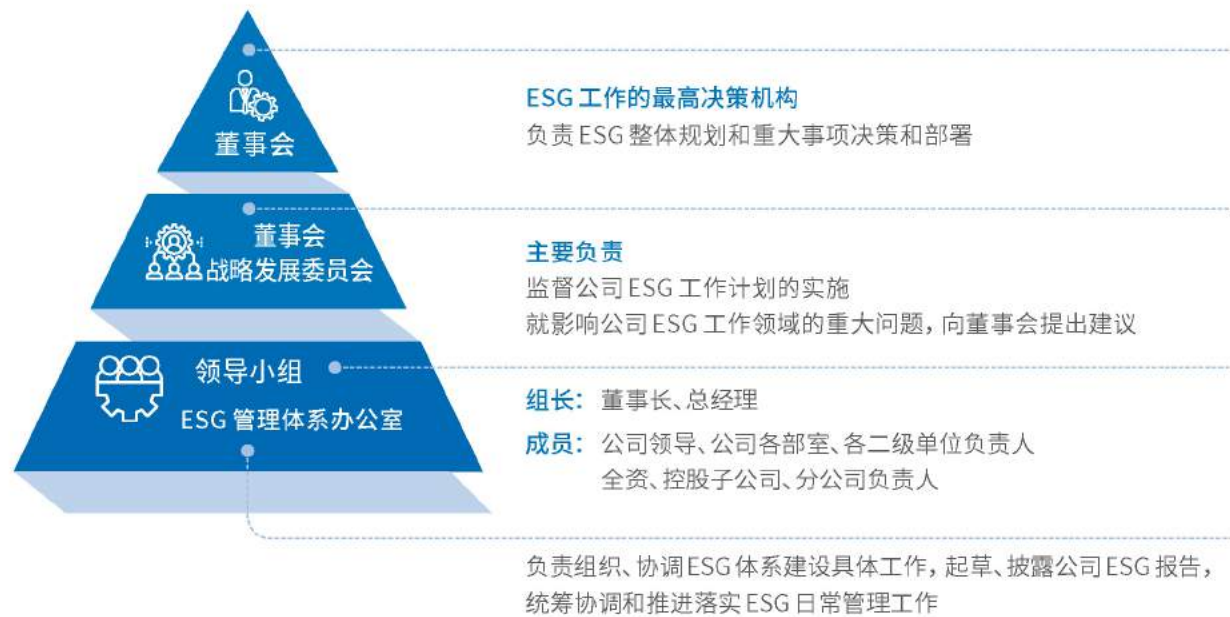 董事会
ESG 工作的最高决策机构
负责 ESG 整体规划和重大事项决策和部署
董事会
战略发展委员会
主要负责
监督公司 ESG 工作计划的实施
就影响公司 ESG 工作领域的重大问题，向董事会提出建议
领导小组
ESG 管理体系办公室
组长： 董事长、总经理
成员： 公司领导、公司各部室、各二级单位负责人
全资、控股子公司、分公司负责人
负责组织、协调 ESG 体系建设具体工作，起草、披露公司 ESG 报告，
统筹协调和推进落实 ESG 日常管理工作